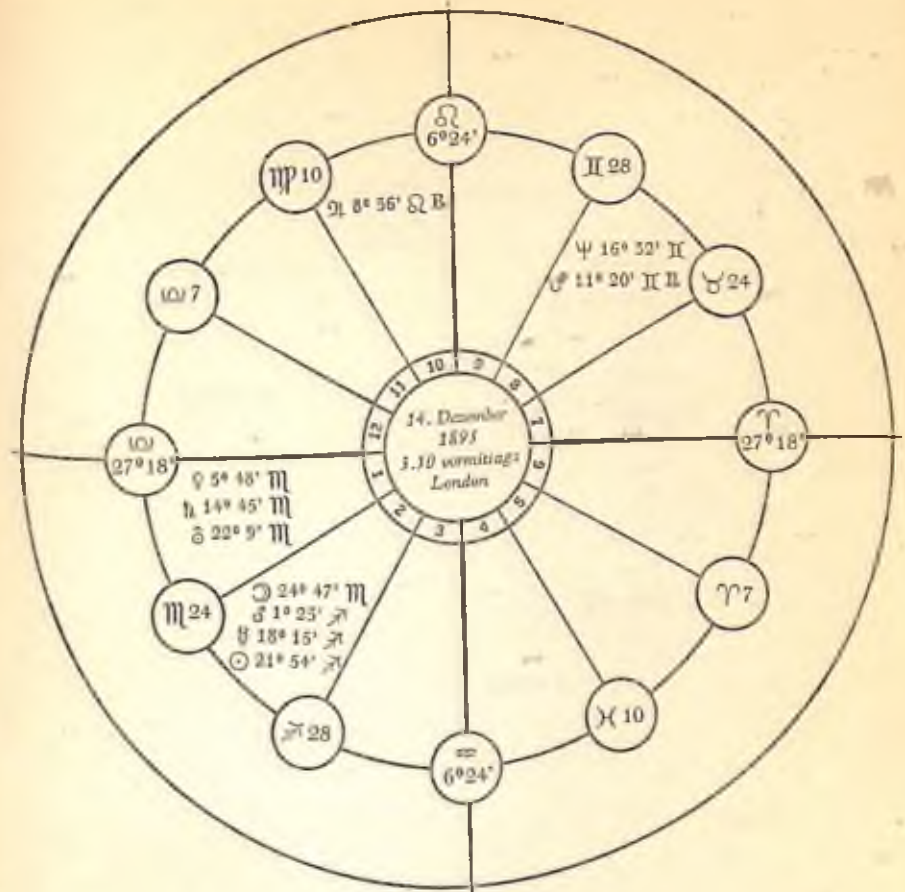 ♌
6°24'
♍ 10
♊ 28
♃ 8° 56' ♌ R
♆ 16° 32' ♊
11° 20' ♊ R
♎ 7
♉ 24
10
9
11
8
12
7
14. Dezember
1895
3.30 vormittags
London
♎
27°18'
♈
27°18'
1
6
2
5
3
4
♀ 5° 48' ♏
♄ 14° 45' ♏
⛢ 22° 9' ♏
♏ 24
♈ 7
☽ 24° 47' ♏
♂ 1° 25' ♐
☿ 18° 15' ♐
☉ 21° 54' ♐
♐ 28
♓ 10
♒
6°24'